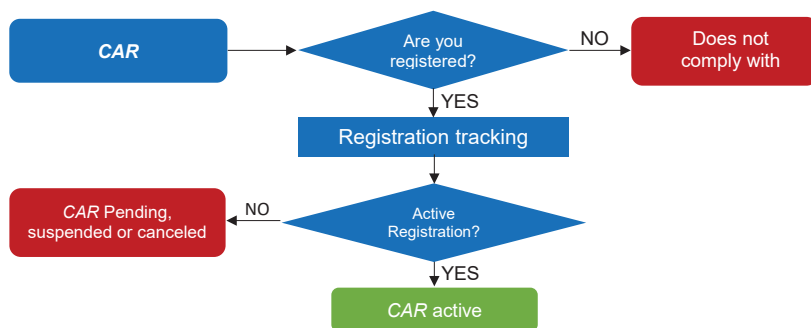 CAR
Are you
registered?
NO
Does not
comply with
YES
Registration tracking
CAR Pending,
suspended or canceled
NO
Active
Registration?
YES
CAR active